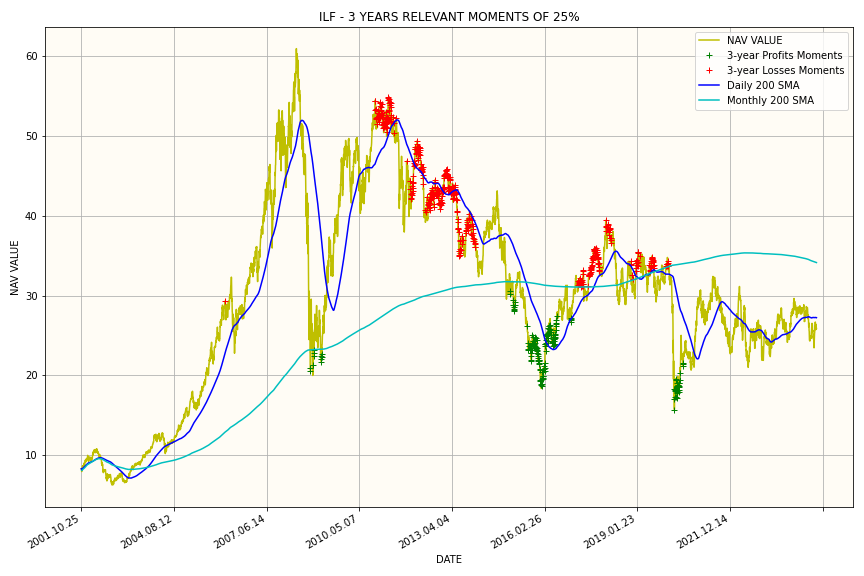 ILF - 3 YEARS RELEVANT MOMENTS OF 25%
NAV VALUE
3-year Profits Moments
3-year Losses Moments
Daily 200 SMA
Monthly 200 SMA
NAV VALUE
60
50
40
30
20
10
2001.10.25
2004.08.12
2007.06.14
2010.05.07
2013.04.04
2016.02.26
2019.01.23
2021.12.14
DATE